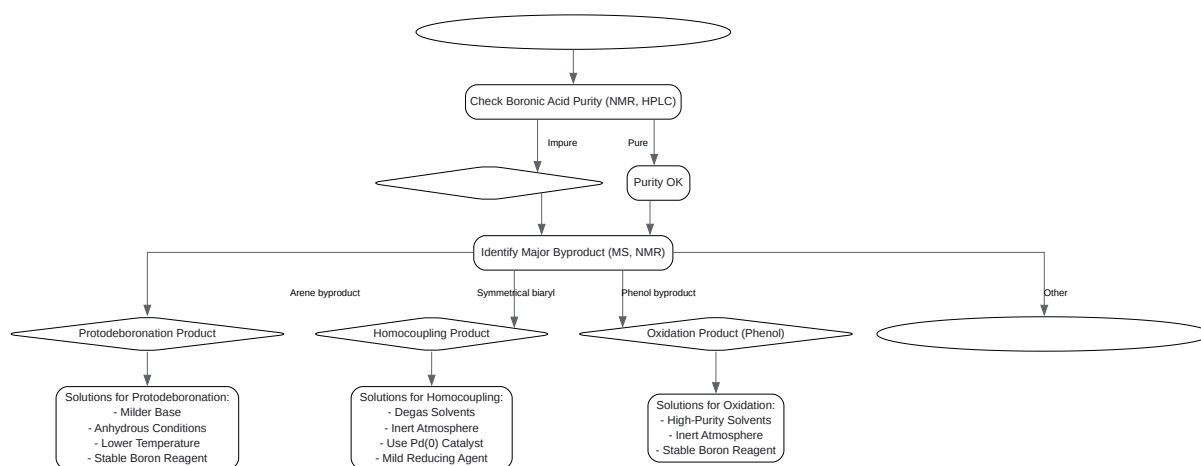 Check Boronic Acid Purity (NMR, HPLC)
Impure
Pure
Purity OK
Identify Major Byproduct (MS, NMR)
Arene byproduct
Symmetrical biaryl
Phenol byproduct
Other
Protodeboronation Product
Homocoupling Product
Oxidation Product (Phenol)
Solutions for Protodeboronation:
- Milder Base
- Anhydrous Conditions
- Lower Temperature
- Stable Boron Reagent
Solutions for Homocoupling:
- Degas Solvents
- Inert Atmosphere
- Use Pd(0) Catalyst
- Mild Reducing Agent
Solutions for Oxidation:
- High-Purity Solvents
- Inert Atmosphere
- Stable Boron Reagent